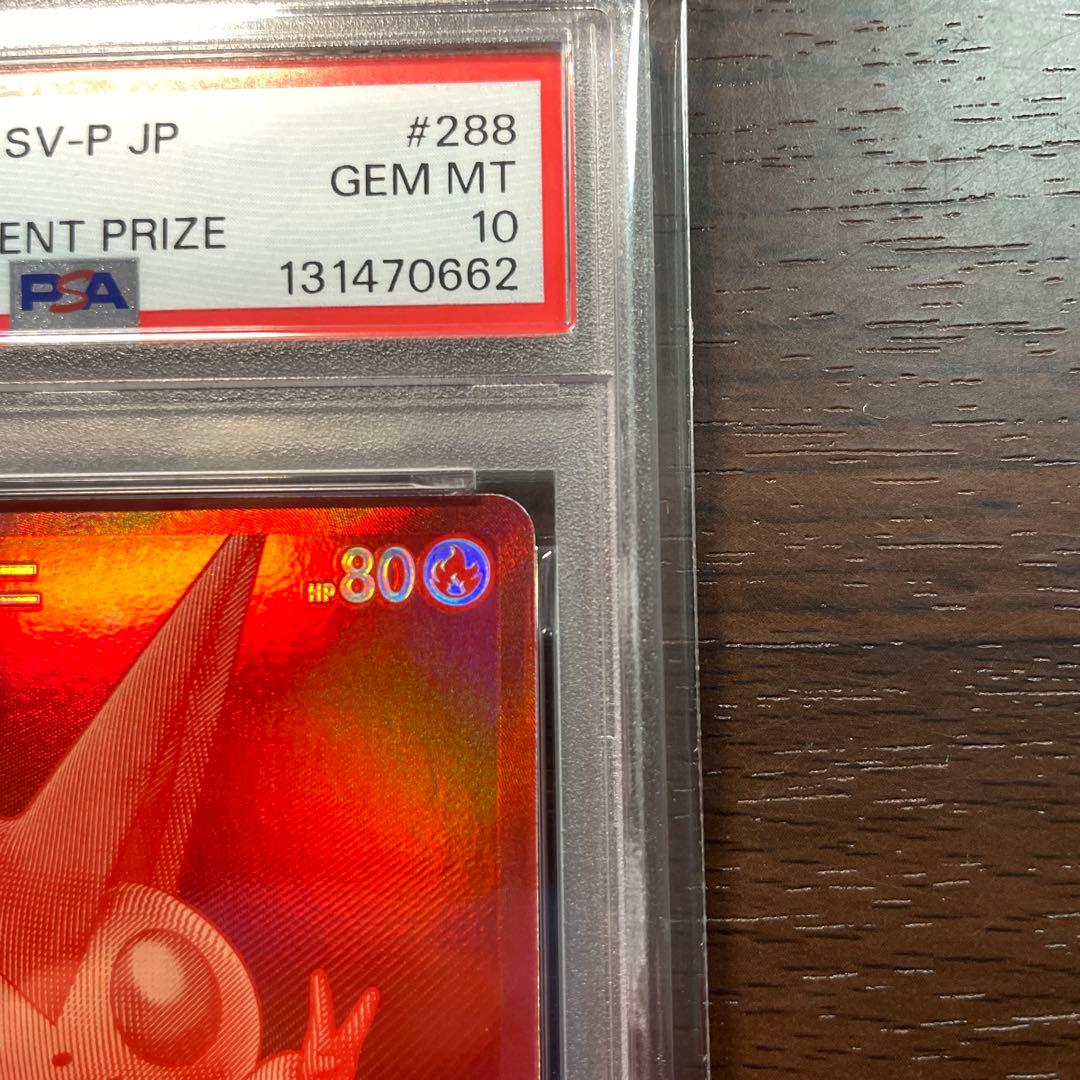 SV-P JP #288
GEM MT
ENT PRIZE 10
PSA 131470662
HP 80